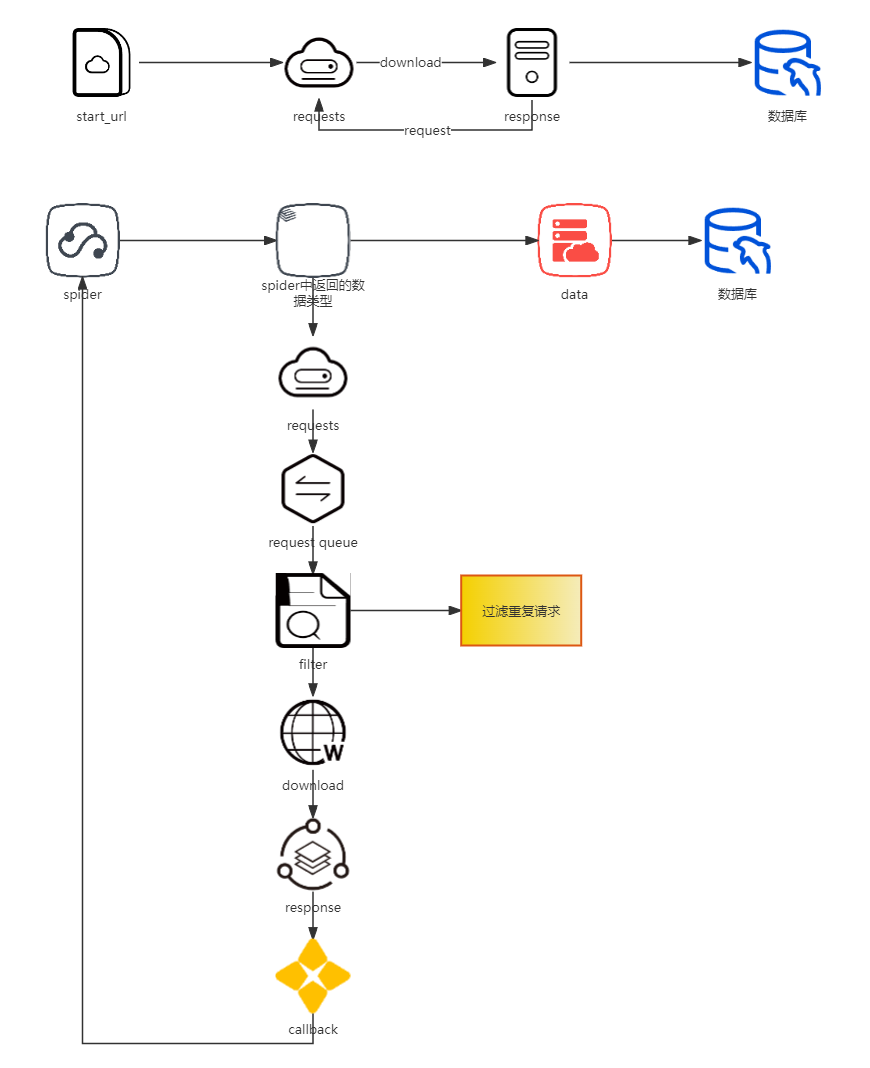 download
start_url
requests
response
数据库
request
spider
spider中返回的数
据类型
data
数据库
requests
request queue
过滤重复请求
filter
W
download
response
callback